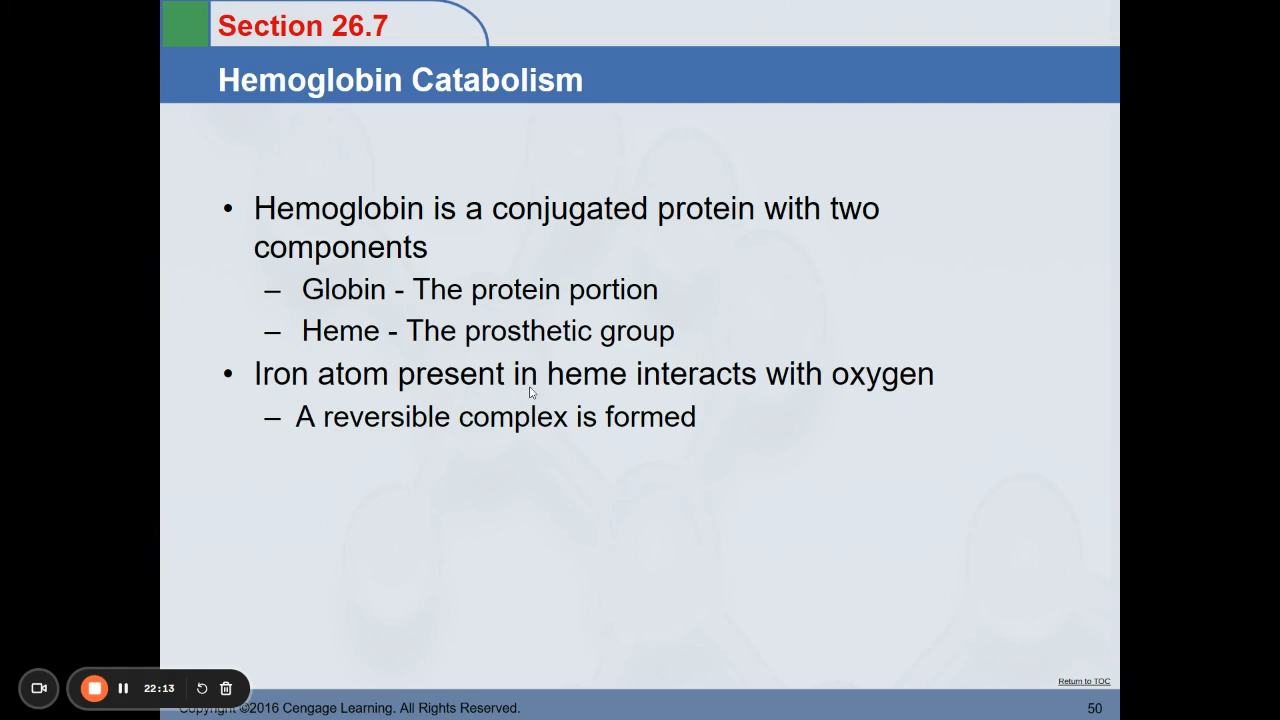 Section 26.7
Hemoglobin Catabolism
• Hemoglobin is a conjugated protein with two
components
– Globin - The protein portion
– Heme - The prosthetic group
• Iron atom present in heme interacts with oxygen
– A reversible complex is formed
Return to TOC
22:13
Copyright ©2016 Cengage Learning. All Rights Reserved.
50